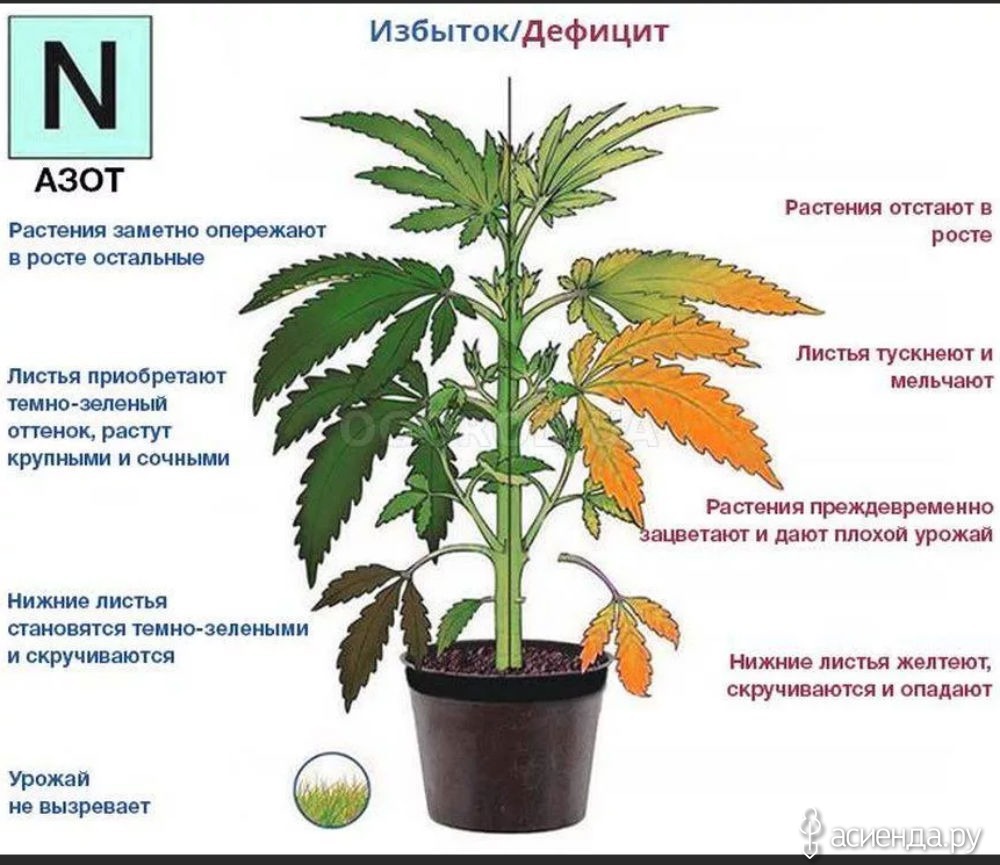 N
АЗОТ
Избыток/Дефицит
Растения заметно опережают
в росте остальные
Листья приобретают
темно-зеленый
оттенок, растут
крупными и сочными
Нижние листья
становятся темно-зелеными
и скручиваются
Урожай
не вызревает
Растения отстают в
росте
Листья тускнеют и
мельчают
Растения преждевременно
зацветают и дают плохой урожай
Нижние листья желтеют,
скручиваются и опадают
асиенда.ру